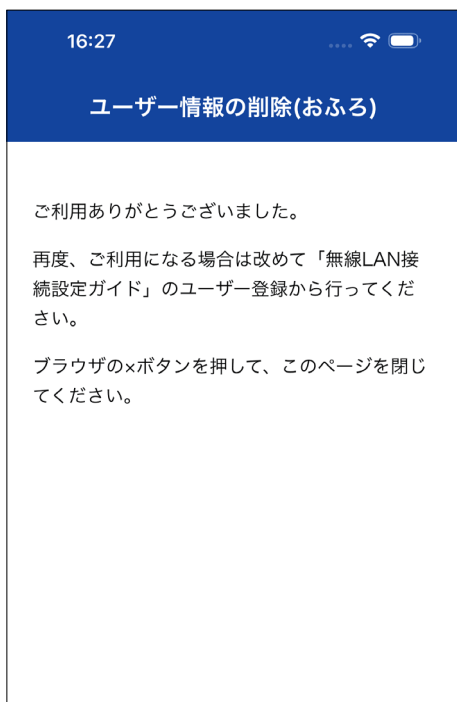 16:27
ユーザー情報の削除(おふろ)
ご利用ありがとうございました。
再度、ご利用になる場合は改めて「無線LAN接
続設定ガイド」のユーザー登録から行ってくだ
さい。
ブラウザの×ボタンを押して、このページを閉じ
てください。